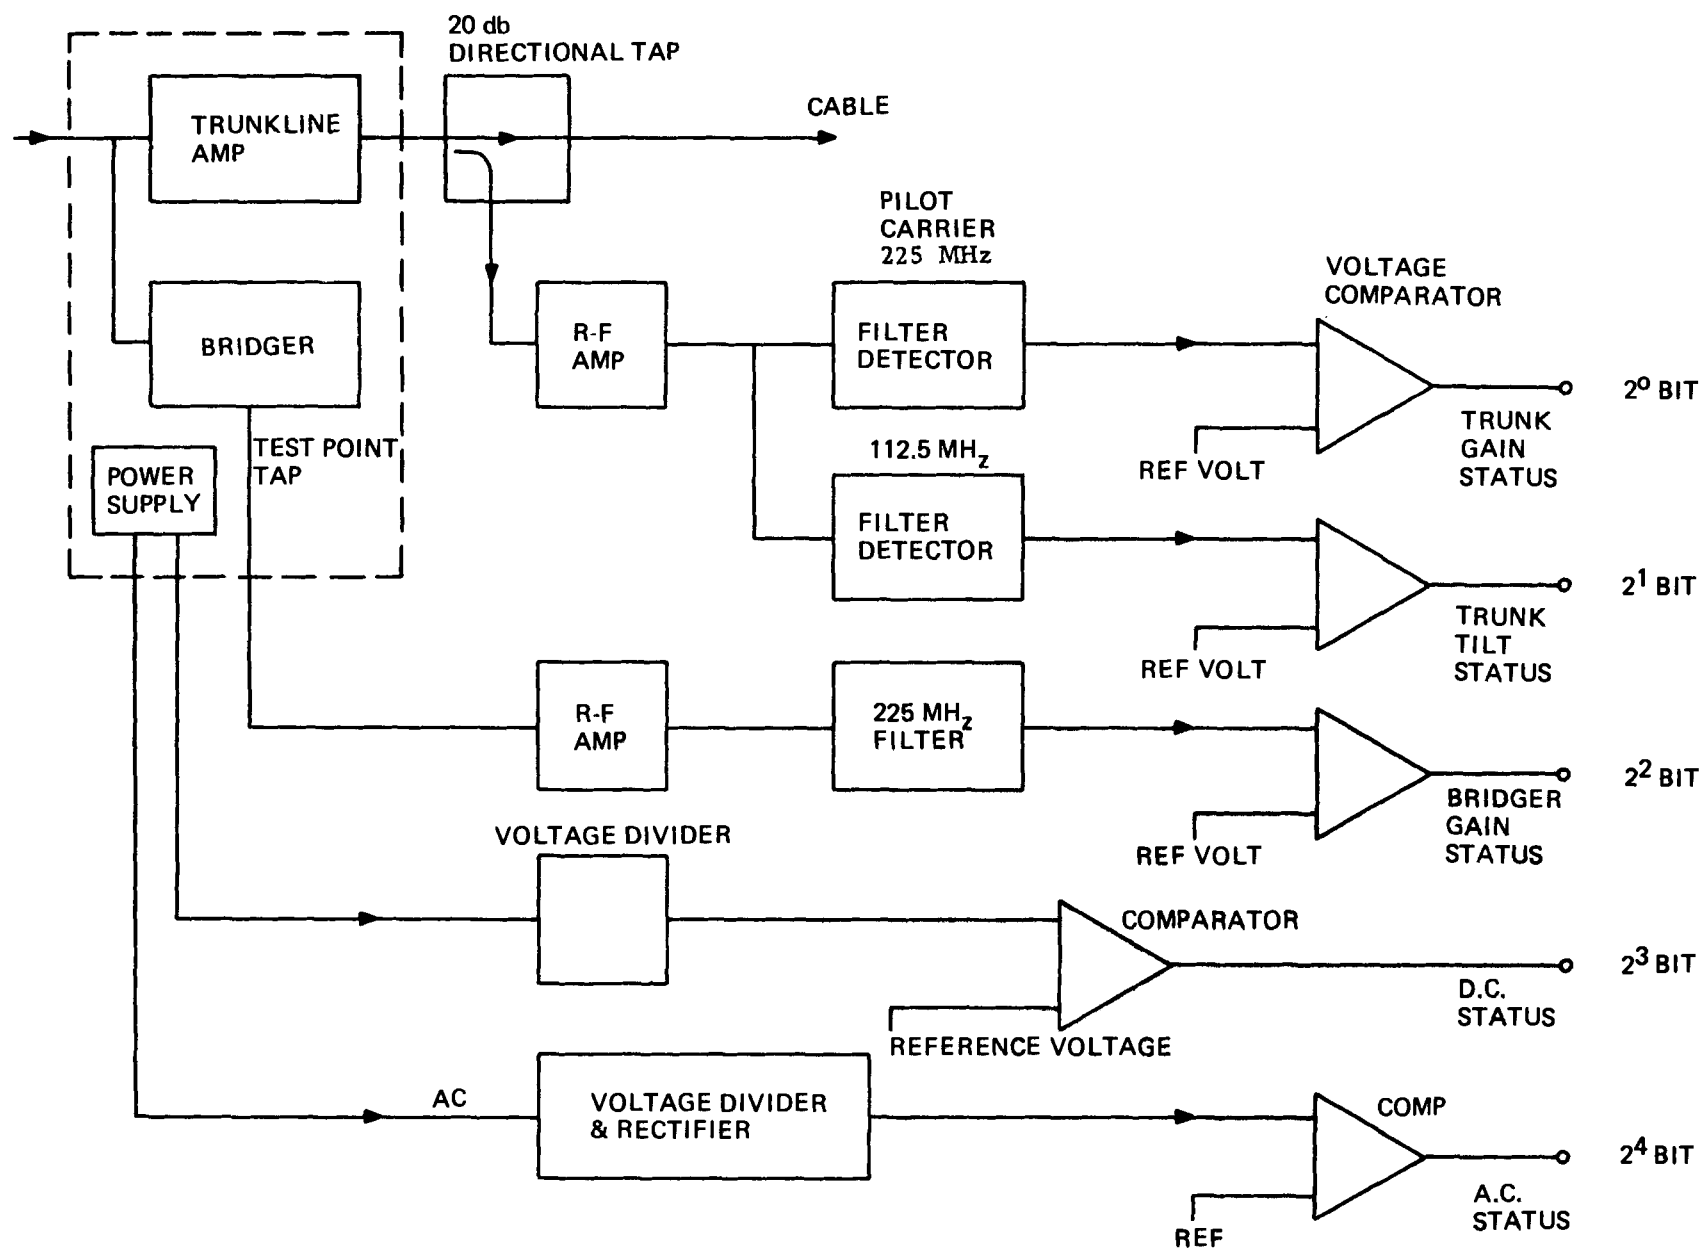 20 db
DIRECTIONAL TAP
TRUNKLINE
AMP
CABLE
PILOT
CARRIER
225 MHz
VOLTAGE
COMPARATOR
BRIDGER
R-F
AMP
FILTER
DETECTOR
2⁰ BIT
TRUNK
GAIN
STATUS
REF VOLT
TEST POINT
TAP
POWER
SUPPLY
112.5 MHz
FILTER
DETECTOR
2¹ BIT
TRUNK
TILT
STATUS
REF VOLT
R-F
AMP
225 MHz
FILTER
2² BIT
BRIDGER
GAIN
STATUS
REF VOLT
VOLTAGE DIVIDER
COMPARATOR
2³ BIT
D.C.
STATUS
REFERENCE VOLTAGE
AC
VOLTAGE DIVIDER
& RECTIFIER
COMP
2⁴ BIT
A.C.
STATUS
REF